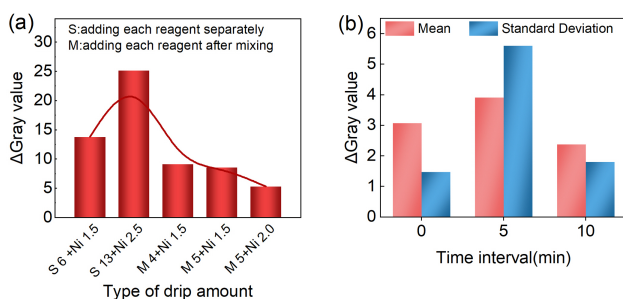 (a)
S:adding each reagent separately
M:adding each reagent after mixing
30
25
20
15
10
5
0
ΔGray value
S 6 +Ni 1.5
S 13+Ni 2.5
M 4+Ni 1.5
M 5+Ni 1.5
M 5+Ni 2.0
Type of drip amount
(b)
Mean
Standard Deviation
6
5
4
3
2
1
0
ΔGray value
0
5
10
Time interval(min)